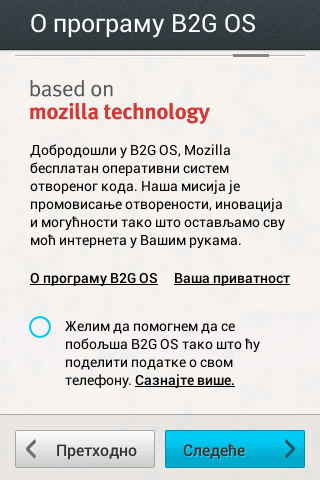 О програму B2G OS
based on
mozilla technology
Добродошли у B2G OS, Mozilla
бесплатан оперативни систем
отвореног кода. Наша мисија је
промовисање отворености, иновација
и могућности тако што остављамо сву
моћ интернета у Вашим рукама.
О програму B2G OS Ваша приватност
Желим да помогнем да се
побољша B2G OS тако што ћу
поделити податке о свом
телефону. Сазнајте више.
Претходно Следеће